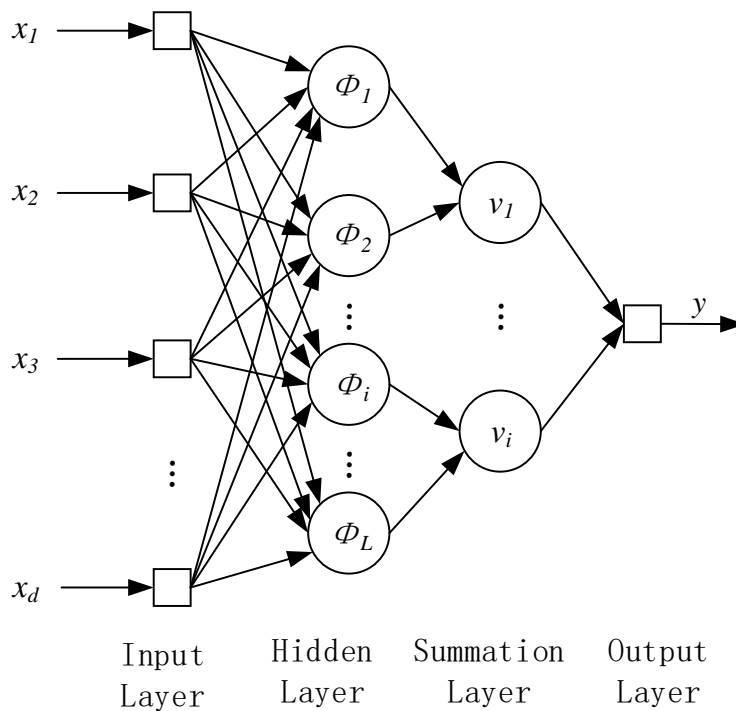 x1
x2
x3
⋮
xd
Φ1
Φ2
⋮
Φi
⋮
ΦL
v1
⋮
vi
y
Input Layer
Hidden Layer
Summation Layer
Output Layer